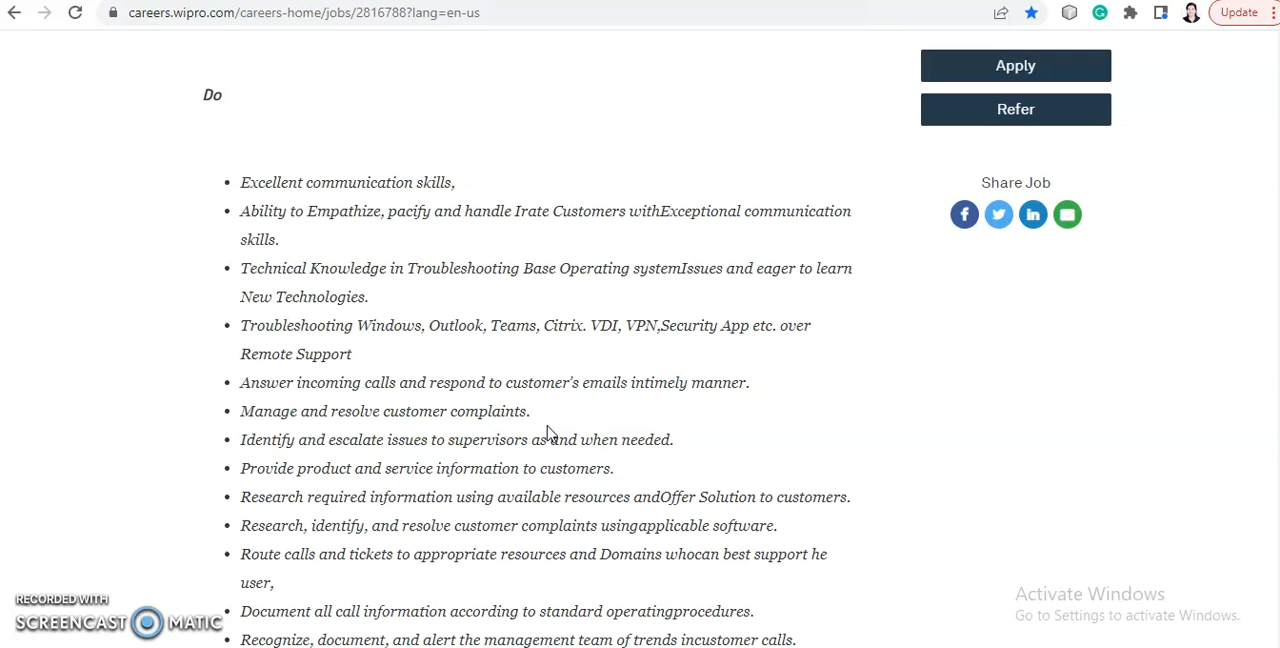 careers.wipro.com/careers-home/jobs/2816788?lang=en-us
Update
Apply
Refer
Do
Share Job
• Excellent communication skills,
• Ability to Empathize, pacify and handle Irate Customers withExceptional communication
skills.
• Technical Knowledge in Troubleshooting Base Operating systemIssues and eager to learn
New Technologies.
• Troubleshooting Windows, Outlook, Teams, Citrix. VDI, VPN,Security App etc. over
Remote Support
• Answer incoming calls and respond to customer's emails intimely manner.
• Manage and resolve customer complaints.
• Identify and escalate issues to supervisors as and when needed.
• Provide product and service information to customers.
• Research required information using available resources andOffer Solution to customers.
• Research, identify, and resolve customer complaints usingapplicable software.
• Route calls and tickets to appropriate resources and Domains whocan best support he
user,
• Document all call information according to standard operatingprocedures.
• Recognize, document, and alert the management team of trends incustomer calls.
Activate Windows
Go to Settings to activate Windows.
RECORDED WITH
SCREENCAST MATIC